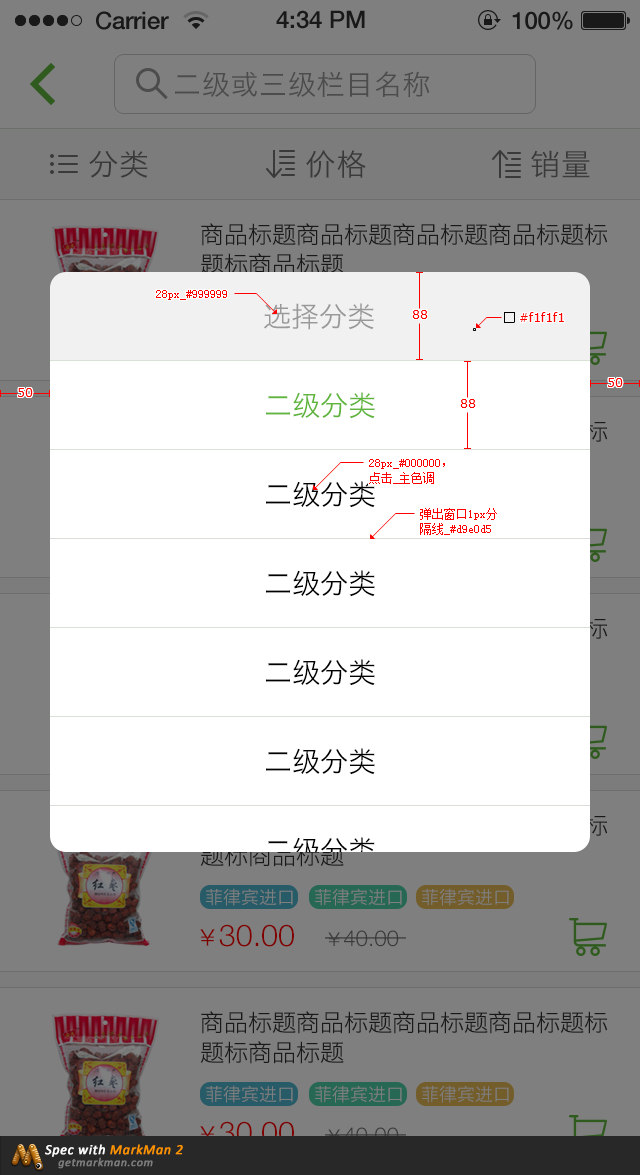 Carrier 4:34 PM 100%
二级或三级栏目名称
分类 价格 销量
商品标题商品标题商品标题商品标题标
题标商品标题
28px_#999999
选择分类
88
#f1f1f1
50
50
二级分类
88
标
28px_#000000，
点击_主色调
二级分类
弹出窗口1px分
隔线_#d9e0d5
二级分类
标
二级分类
二级分类
标
二级分类
题标商品标题
菲律宾进口 菲律宾进口 菲律宾进口
¥30.00 ¥40.00
商品标题商品标题商品标题商品标题标
题标商品标题
菲律宾进口 菲律宾进口 菲律宾进口
¥30.00 ¥40.00
Spec with MarkMan 2
getmarkman.com